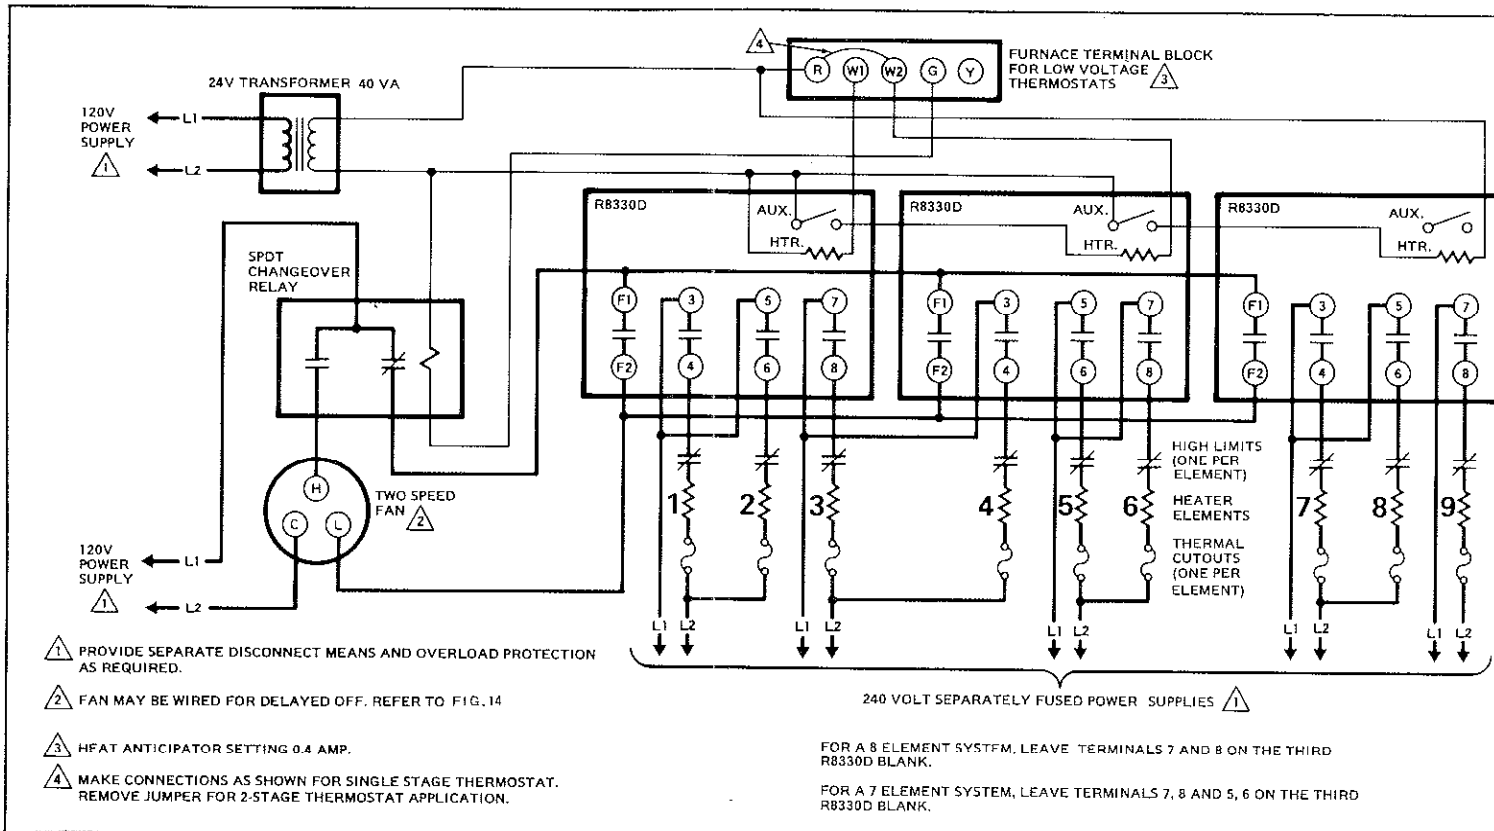 24V TRANSFORMER 40 VA
120V
POWER
SUPPLY
1
L1
L2
4
R W1 W2 G Y
FURNACE TERMINAL BLOCK
FOR LOW VOLTAGE
THERMOSTATS 3
SPDT
CHANGEOVER
RELAY
R8330D
AUX.
HTR.
R8330D
AUX.
HTR.
R8330D
AUX.
HTR.
F1 3 5 7
F1 3 5 7
F1 3 5 7
F2 4 6 8
F2 4 6 8
F2 4 6 8
H
C L
TWO SPEED
FAN 2
120V
POWER
SUPPLY
1
L1
L2
1 2 3 4 5 6 7 8 9
HIGH LIMITS
(ONE PER
ELEMENT)
HEATER
ELEMENTS
THERMAL
CUTOUTS
(ONE PER
ELEMENT)
L1 L2 L1 L2 L1 L2 L1 L2 L1 L2
240 VOLT SEPARATELY FUSED POWER SUPPLIES 1
1 PROVIDE SEPARATE DISCONNECT MEANS AND OVERLOAD PROTECTION
AS REQUIRED.
2 FAN MAY BE WIRED FOR DELAYED OFF. REFER TO FIG.14
3 HEAT ANTICIPATOR SETTING 0.4 AMP.
4 MAKE CONNECTIONS AS SHOWN FOR SINGLE STAGE THERMOSTAT.
REMOVE JUMPER FOR 2-STAGE THERMOSTAT APPLICATION.
FOR A 8 ELEMENT SYSTEM, LEAVE TERMINALS 7 AND 8 ON THE THIRD
R8330D BLANK.
FOR A 7 ELEMENT SYSTEM, LEAVE TERMINALS 7, 8 AND 5, 6 ON THE THIRD
R8330D BLANK.